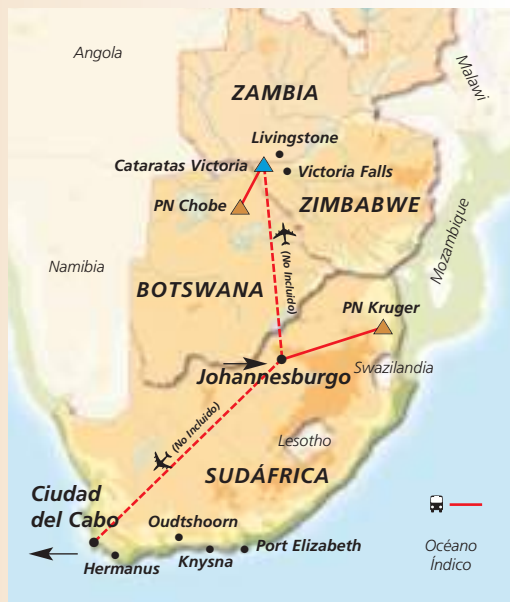 Angola
Malawi
ZAMBIA
Livingstone
Cataratas Victoria
Victoria Falls
PN Chobe
ZIMBABWE
Mozambique
(No Incluido)
Namibia
BOTSWANA
PN Kruger
Johannesburgo
Swazilandia
(No Incluido)
Lesotho
SUDÁFRICA
Ciudad
del Cabo
Oudtshoorn
Port Elizabeth
Knysna
Hermanus
Océano
Índico